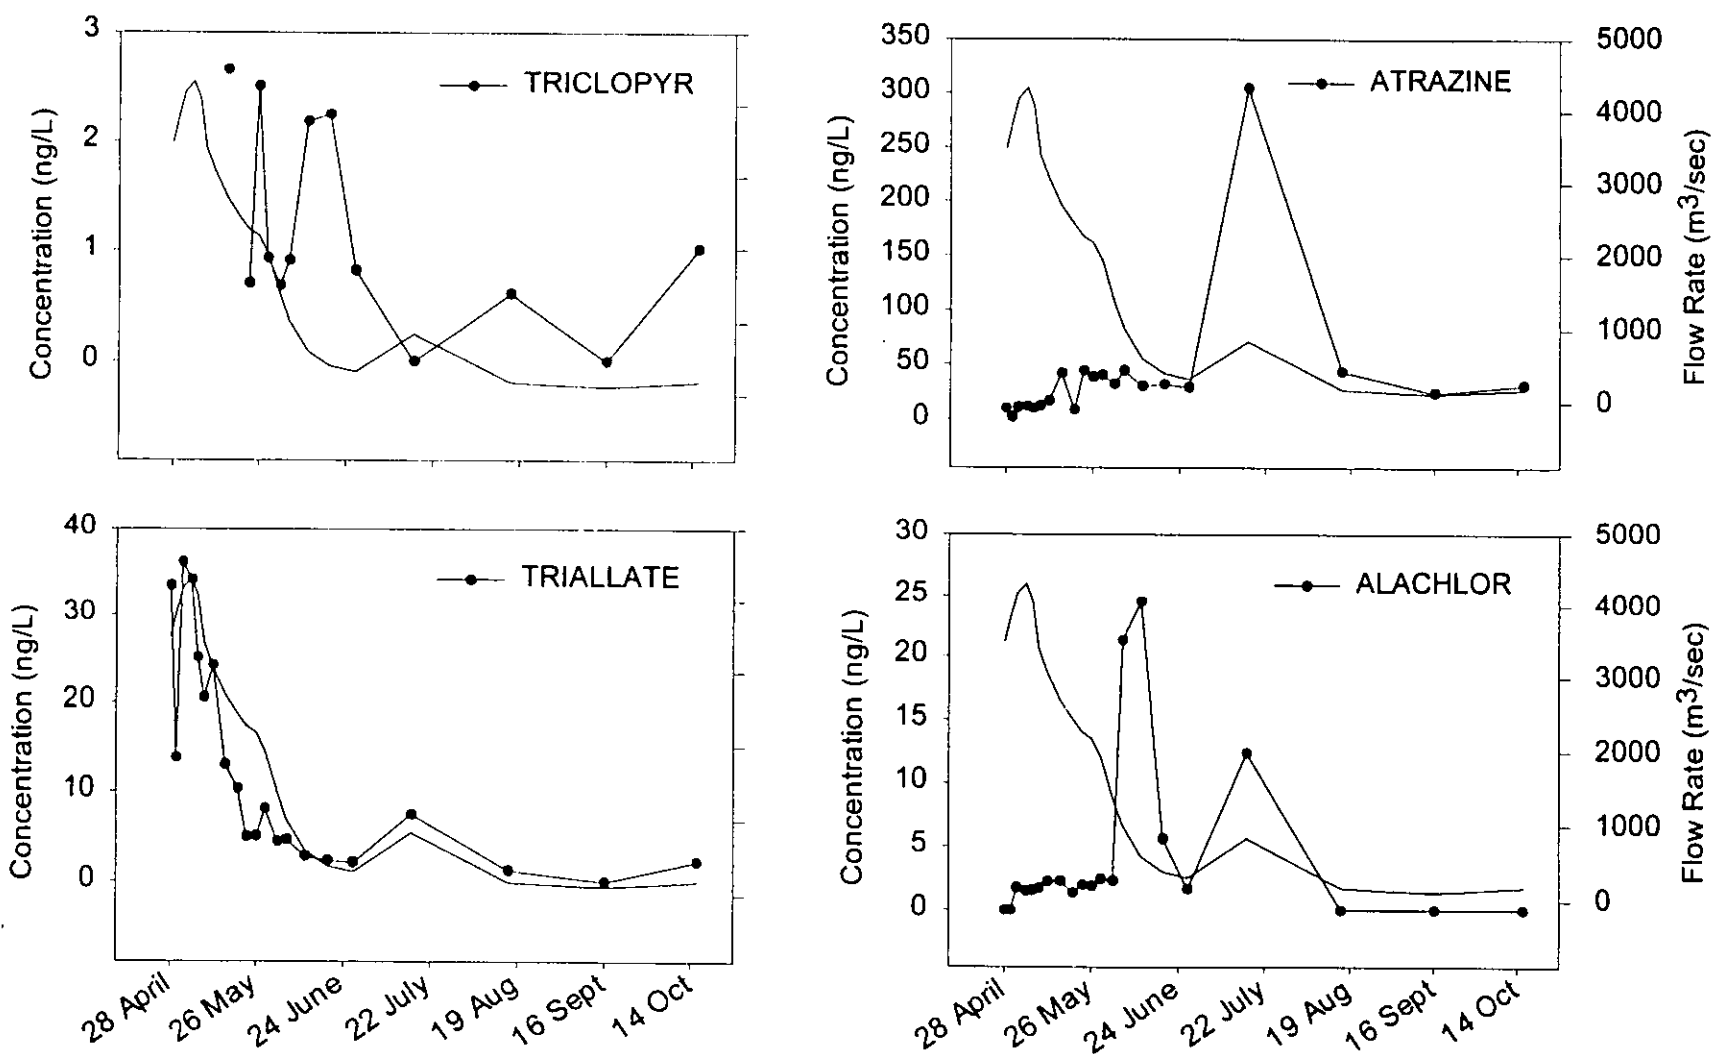 3
2
1
0
Concentration (ng/L)
TRICLOPYR
350
300
250
200
150
100
50
0
Concentration (ng/L)
ATRAZINE
5000
4000
3000
2000
1000
0
Flow Rate (m3/sec)
40
30
20
10
0
Concentration (ng/L)
TRIALLATE
28 April
26 May
24 June
22 July
19 Aug
16 Sept
14 Oct
30
25
20
15
10
5
0
Concentration (ng/L)
ALACHLOR
5000
4000
3000
2000
1000
0
Flow Rate (m3/sec)
28 April
26 May
24 June
22 July
19 Aug
16 Sept
14 Oct